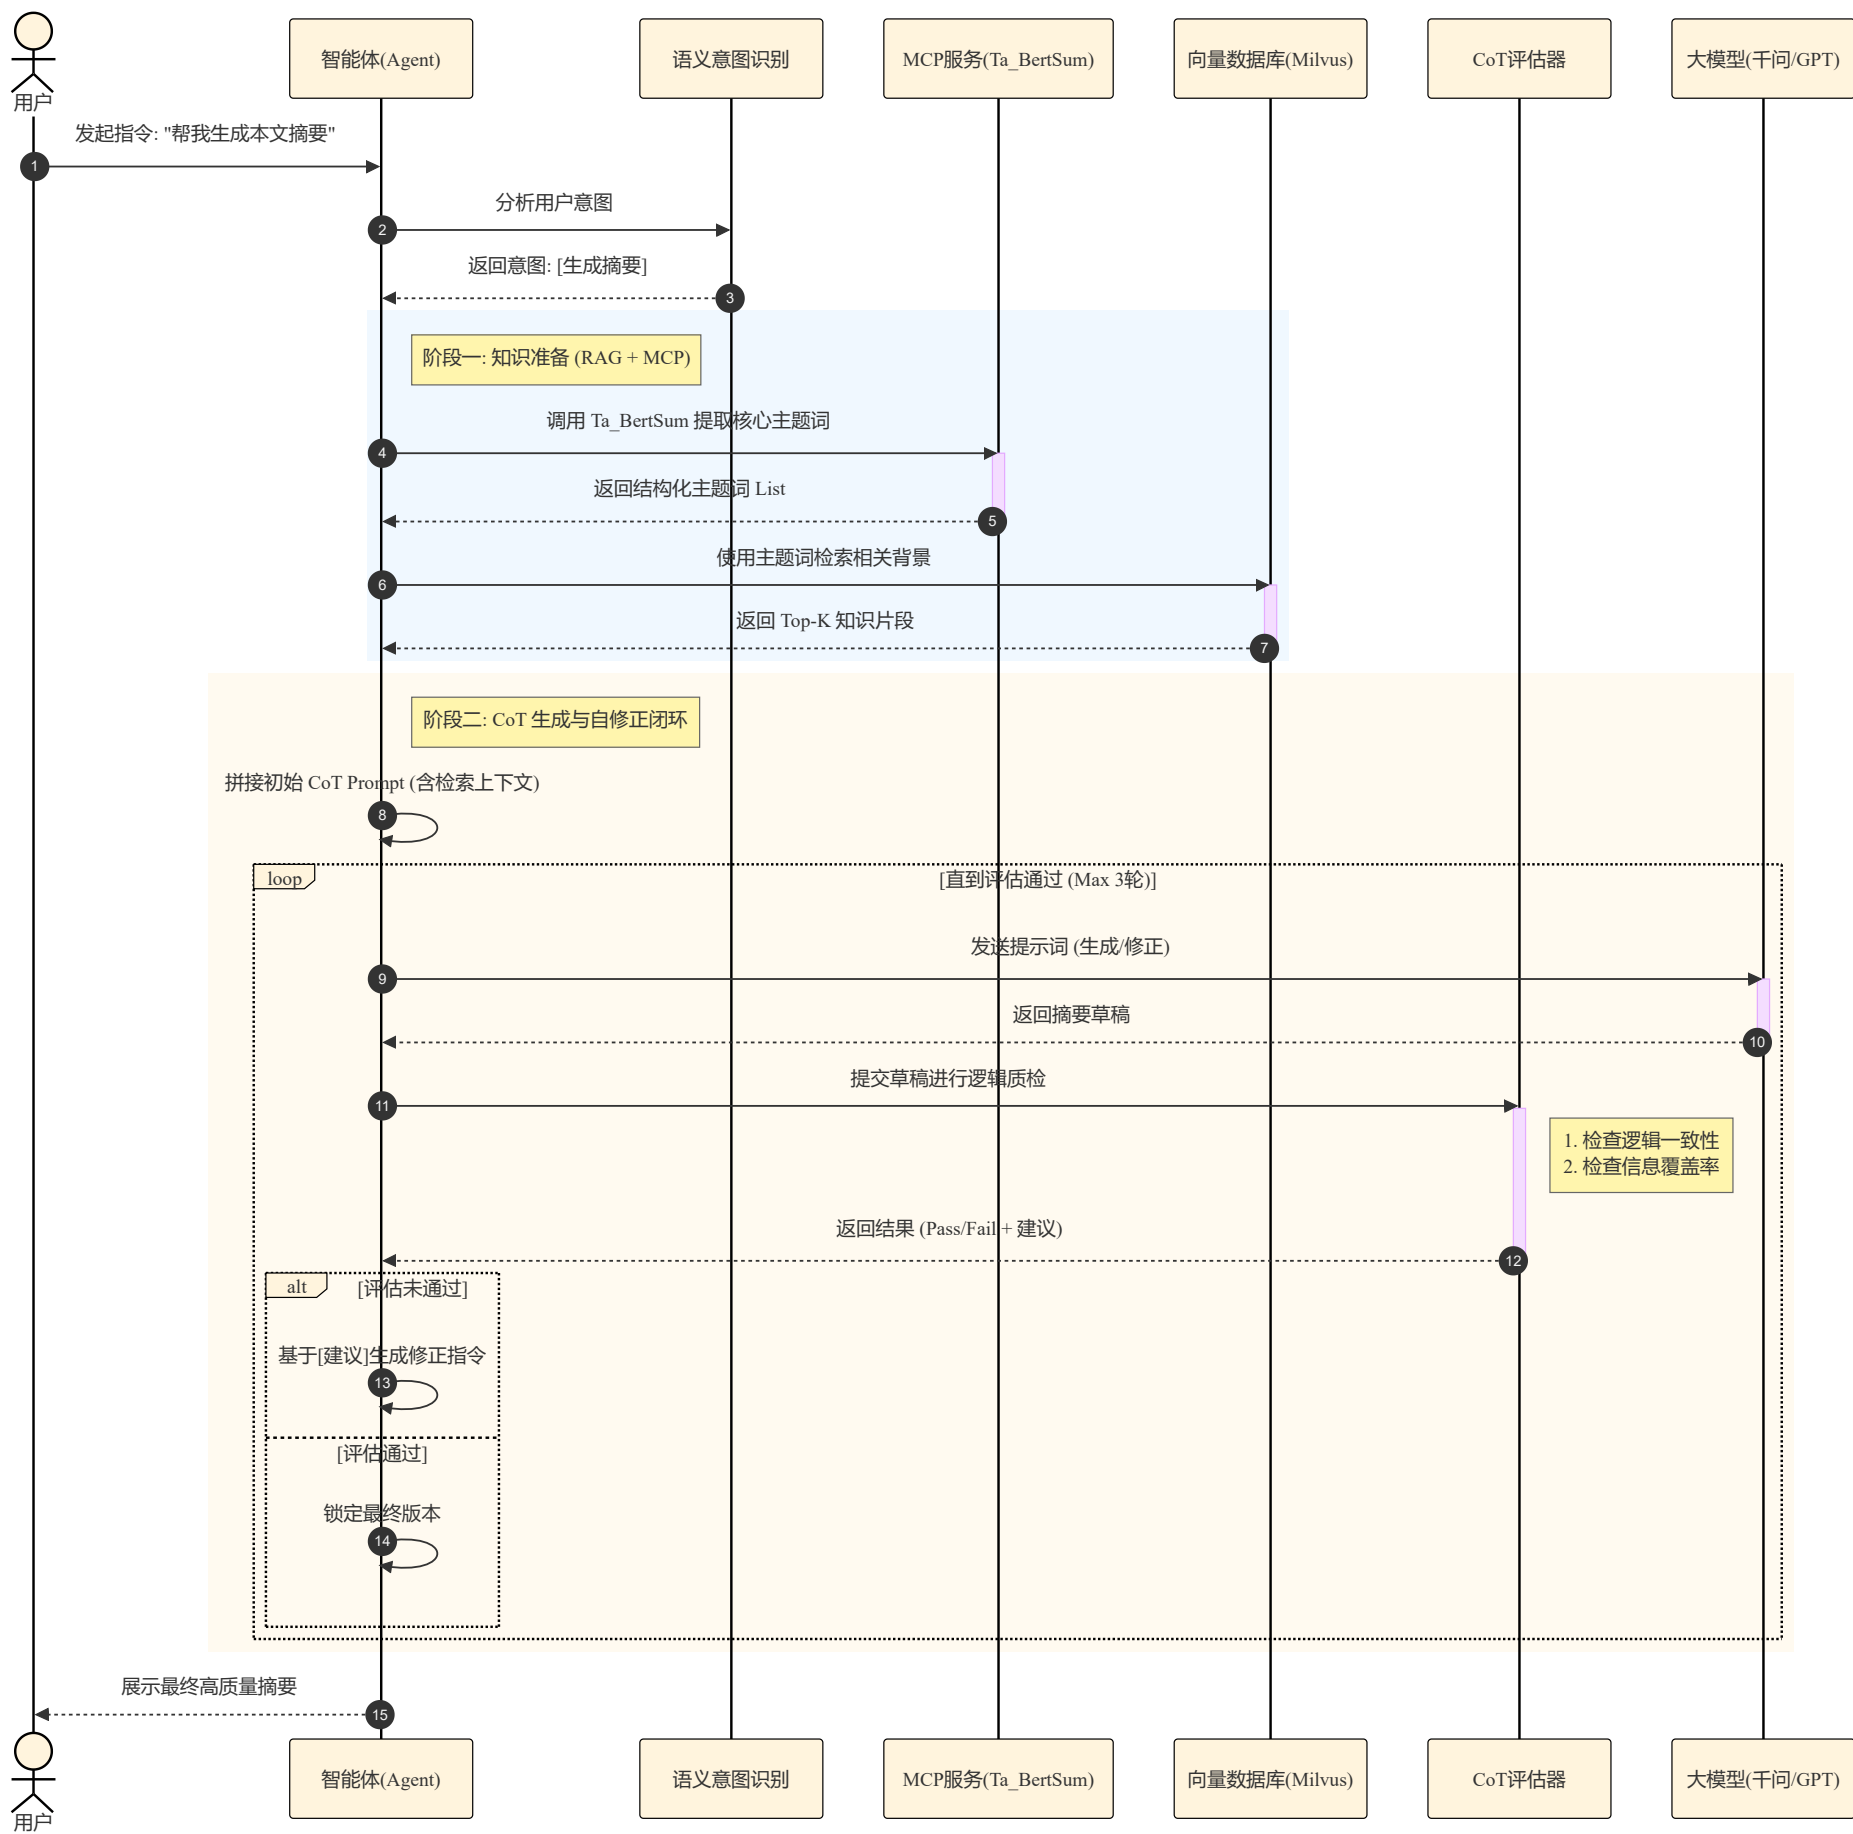 用户
智能体(Agent)
语义意图识别
MCP服务(Ta_BertSum)
向量数据库(Milvus)
CoT评估器
大模型(千问/GPT)
发起指令: "帮我生成本文摘要"
1
分析用户意图
2
返回意图: [生成摘要]
3
阶段一: 知识准备 (RAG + MCP)
调用 Ta_BertSum 提取核心主题词
4
返回结构化主题词 List
5
使用主题词检索相关背景
6
返回 Top-K 知识片段
7
阶段二: CoT 生成与自修正闭环
拼接初始 CoT Prompt (含检索上下文)
8
loop
[直到评估通过 (Max 3轮)]
发送提示词 (生成/修正)
9
返回摘要草稿
10
提交草稿进行逻辑质检
11
1. 检查逻辑一致性
2. 检查信息覆盖率
返回结果 (Pass/Fail + 建议)
12
alt
[评估未通过]
基于[建议]生成修正指令
13
[评估通过]
锁定最终版本
14
展示最终高质量摘要
15
用户
智能体(Agent)
语义意图识别
MCP服务(Ta_BertSum)
向量数据库(Milvus)
CoT评估器
大模型(千问/GPT)